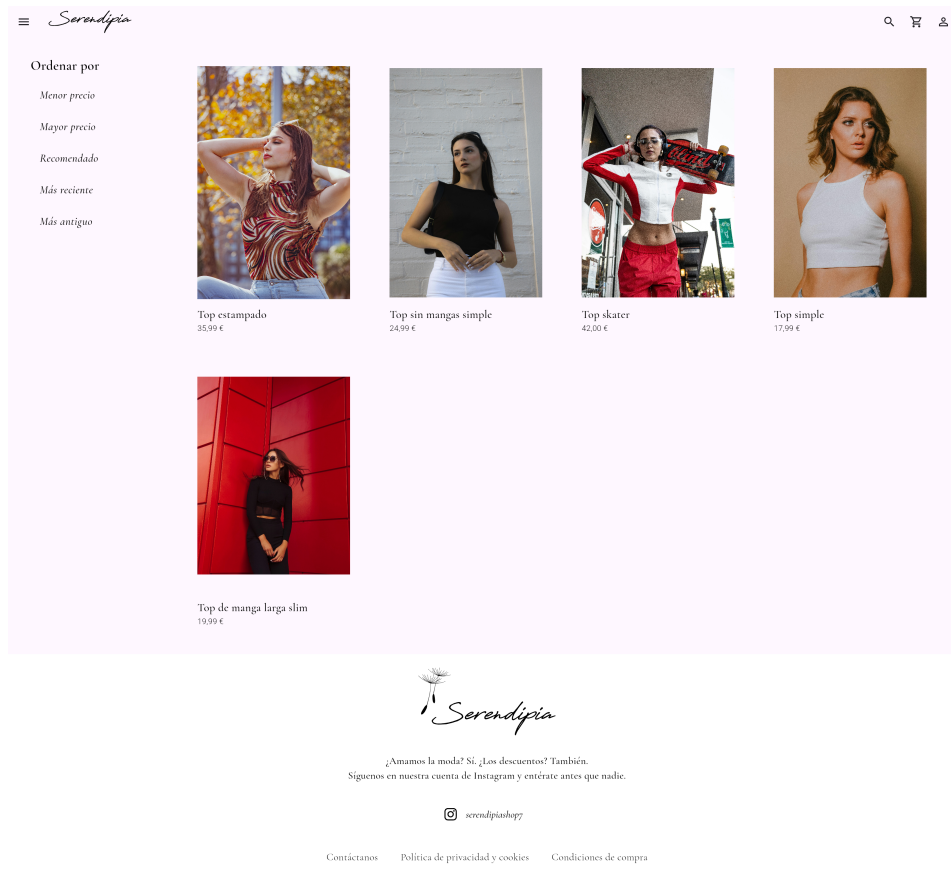 Serendipia
Ordenar por
Menor precio
Mayor precio
Recomendado
Más reciente
Más antiguo
Top estampado
35,99 €
Top sin mangas simple
24,99 €
Top skater
42,00 €
Top simple
17,99 €
Top de manga larga slim
19,99 €
Serendipia
¿Amamos la moda? Sí. ¿Los descuentos? También.
Síguenos en nuestra cuenta de Instagram y entérate antes que nadie.
serendipiashop7
Contáctanos Política de privacidad y cookies Condiciones de compra